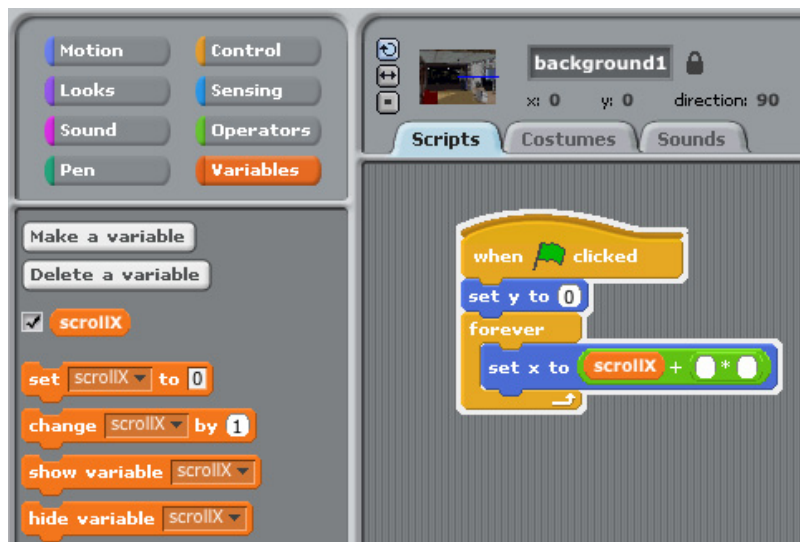 Motion
Control
Looks
Sensing
Sound
Operators
Pen
Variables
Make a variable
Delete a variable
scrollX
set scrollX to 0
change scrollX by 1
show variable scrollX
hide variable scrollX
background1
x: 0 y: 0 direction: 90
Scripts Costumes Sounds
when clicked
set y to 0
forever
set x to scrollX + *